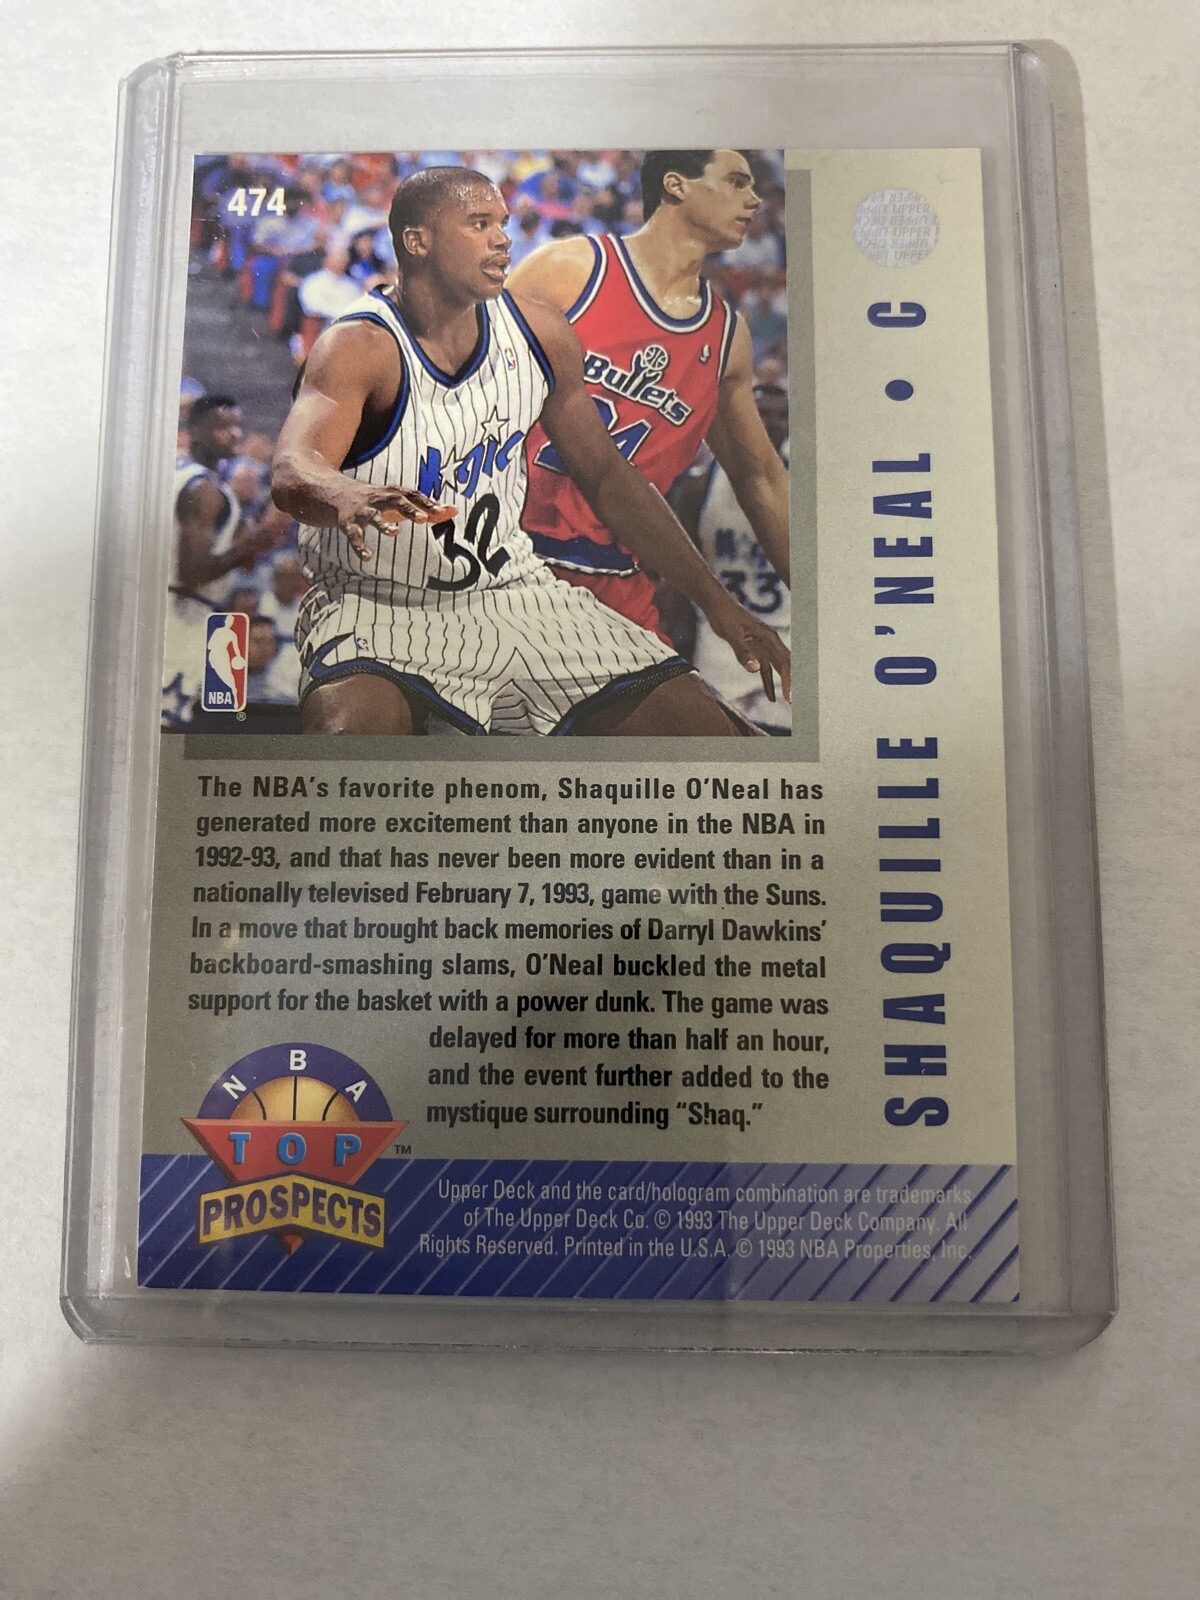 474
UPPER DECK
Bullets
24
Magic
32
33
NBA
®
SHAQUILLE O'NEAL • C
The NBA's favorite phenom, Shaquille O'Neal has
generated more excitement than anyone in the NBA in
1992-93, and that has never been more evident than in a
nationally televised February 7, 1993, game with the Suns.
In a move that brought back memories of Darryl Dawkins'
backboard-smashing slams, O'Neal buckled the metal
support for the basket with a power dunk. The game was
delayed for more than half an hour,
and the event further added to the
mystique surrounding “Shaq.”
NBA
TOP
PROSPECTS
™
Upper Deck and the card/hologram combination are trademarks
of The Upper Deck Co. © 1993 The Upper Deck Company. All
Rights Reserved. Printed in the U.S.A. © 1993 NBA Properties, Inc.